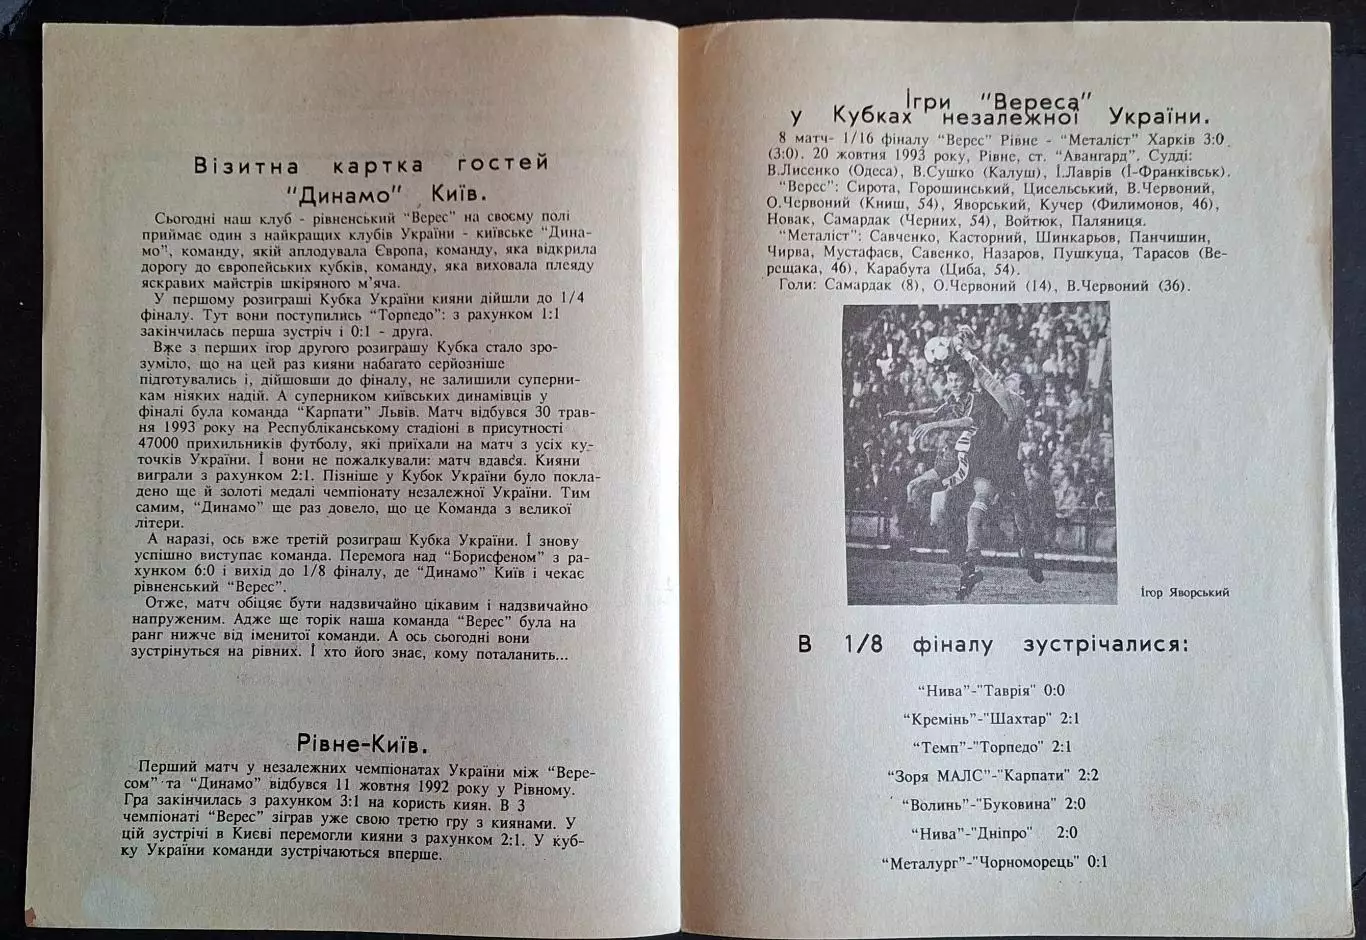 Візитна картка гостей
"Динамо" Київ.
Сьогодні наш клуб - рівненський "Верес" на своєму полі
приймає один з найкращих клубів України - київське "Дина-
мо", команду, якій аплодувала Європа, команду, яка відкрила
дорогу до європейських кубків, команду, яка виховала плеяду
яскравих майстрів шкіряного м'яча.
У першому розиграші Кубка України кияни дійшли до 1/4
фіналу. Тут вони поступились "Торпедо": з рахунком 1:1
закінчилась перша зустріч і 0:1 - друга.
Вже з перших ігор другого розиграшу Кубка стало зро-
зуміло, що на цей раз кияни набагато серйозніше
підготувались і, дійшовши до фіналу, не залишили суперни-
кам ніяких надій. А суперником київських динамівців у
фіналі була команда "Карпати" Львів. Матч відбувся 30 трав-
ня 1993 року на Республіканському стадіоні в присутності
47000 прихильників футболу, які приїхали на матч з усіх ку-
точків України. І вони не пожалкували: матч вдався. Кияни
виграли з рахунком 2:1. Пізніше у Кубок України було покла-
дено ще й золоті медалі чемпіонату незалежної України. Тим
самим, "Динамо" ще раз довело, що це Команда з великої
літери.
А наразі, ось вже третій розиграш Кубка України. І знову
успішно виступає команда. Перемога над "Борисфеном" з ра-
хунком 6:0 і вихід до 1/8 фіналу, де "Динамо" Київ і чекає
рівненський "Верес".
Отже, матч обіцяє бути надзвичайно цікавим і надзвичайно
напруженим. Адже ще торік наша команда "Верес" була на
ранг нижче від іменитої команди. А ось сьогодні вони
зустрінуться на рівних. І хто його знає, кому поталанить...
Рівне-Київ.
Перший матч у незалежних чемпіонатах України між "Вере-
сом" та "Динамо" відбувся 11 жовтня 1992 року у Рівному.
Гра закінчилась з рахунком 3:1 на користь киян. В 3
чемпіонаті "Верес" зіграв уже свою третю гру з киянами. У
цій зустрічі в Києві перемогли кияни з рахунком 2:1. У куб-
ку України команди зустрічаються вперше.
Ігри "Вереса"
у Кубках незалежної України.
8 матч- 1/16 фіналу "Верес" Рівне - "Металіст" Харків 3:0
(3:0). 20 жовтня 1993 року, Рівне, ст. "Авангард". Судді:
В.Лисенко (Одеса), В.Сушко (Калуш), І.Лаврів (І-Франківськ).
"Верес": Сирота, Горошинський, Цисельський, В.Червоний,
О.Червоний (Книш, 54), Яворський, Кучер (Филимонов, 46),
Новак, Самардак (Черних, 54), Войтюк, Паляниця.
"Металіст": Савченко, Касторний, Шинкарьов, Панчишин,
Чирва, Мустафаєв, Савенко, Назаров, Пушкуца, Тарасов (Ве-
рещака, 46), Карабута (Циба, 54).
Голи: Самардак (8), О.Червоний (14), В.Червоний (36).
Ігор Яворський
В 1/8 фіналу зустрічалися:
"Нива"-"Таврія" 0:0
"Кремінь"-"Шахтар" 2:1
"Темп"-"Торпедо" 2:1
"Зоря МАЛС"-"Карпати" 2:2
"Волинь"-"Буковина" 2:0
"Нива"-"Дніпро" 2:0
"Металург"-"Чорноморець" 0:1